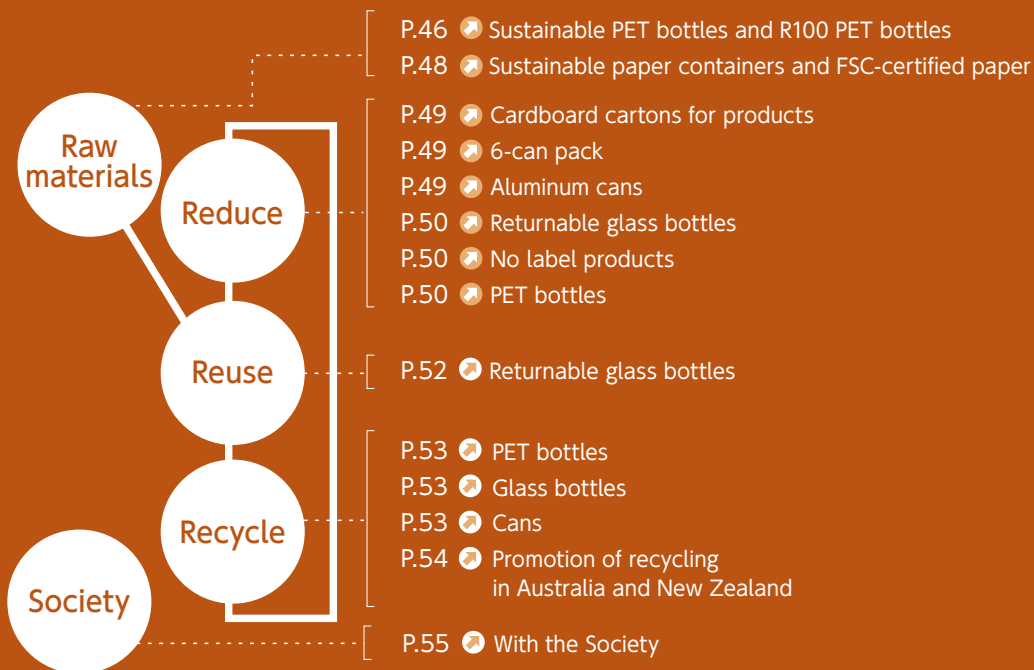 Raw
materials
P.46 Sustainable PET bottles and R100 PET bottles
P.48 Sustainable paper containers and FSC-certified paper
Reduce
P.49 Cardboard cartons for products
P.49 6-can pack
P.49 Aluminum cans
P.50 Returnable glass bottles
P.50 No label products
P.50 PET bottles
Reuse
P.52 Returnable glass bottles
Recycle
P.53 PET bottles
P.53 Glass bottles
P.53 Cans
P.54 Promotion of recycling
in Australia and New Zealand
Society
P.55 With the Society